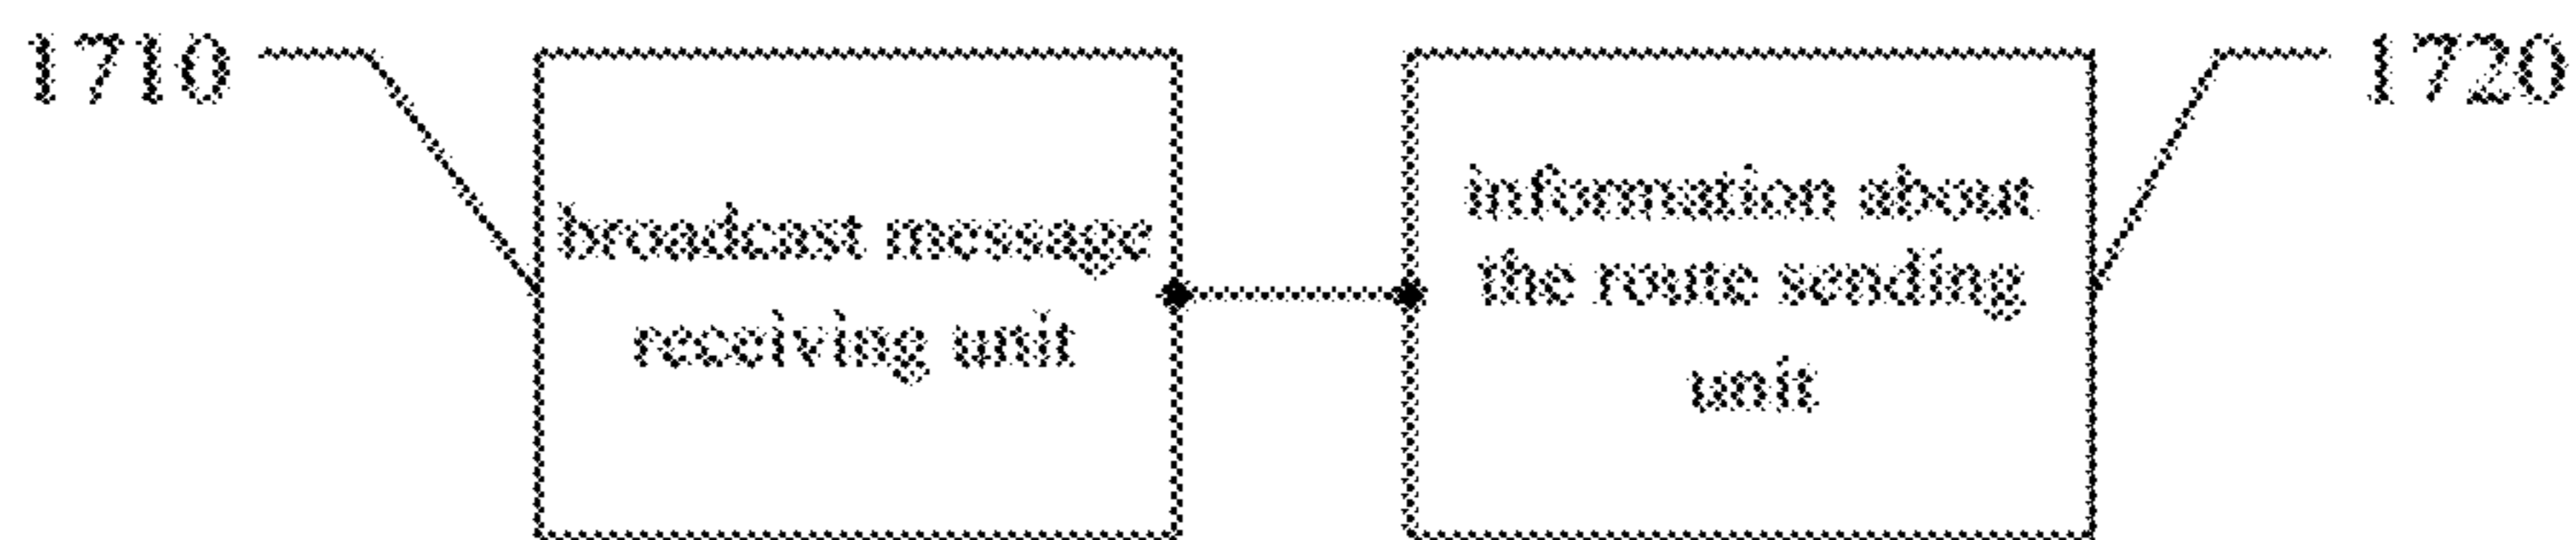 1710
broadcast message
receiving unit
information about
the route sending
unit
1720